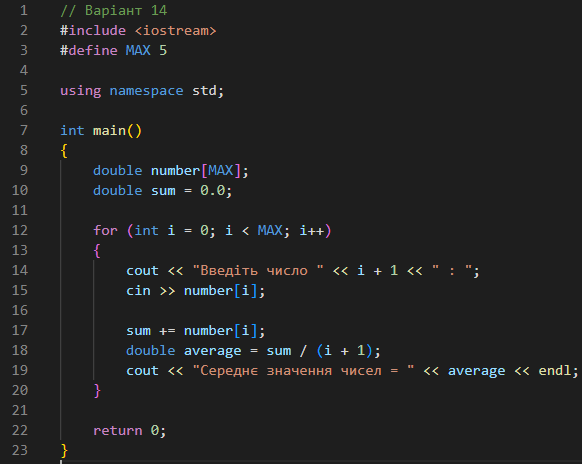 1 // Варіант 14
2 #include <iostream>
3 #define MAX 5
4
5 using namespace std;
6
7 int main()
8 {
9     double number[MAX];
10     double sum = 0.0;
11
12     for (int i = 0; i < MAX; i++)
13     {
14         cout << "Введіть число " << i + 1 << " : ";
15         cin >> number[i];
16
17         sum += number[i];
18         double average = sum / (i + 1);
19         cout << "Середнє значення чисел = " << average << endl;
20     }
21
22     return 0;
23 }